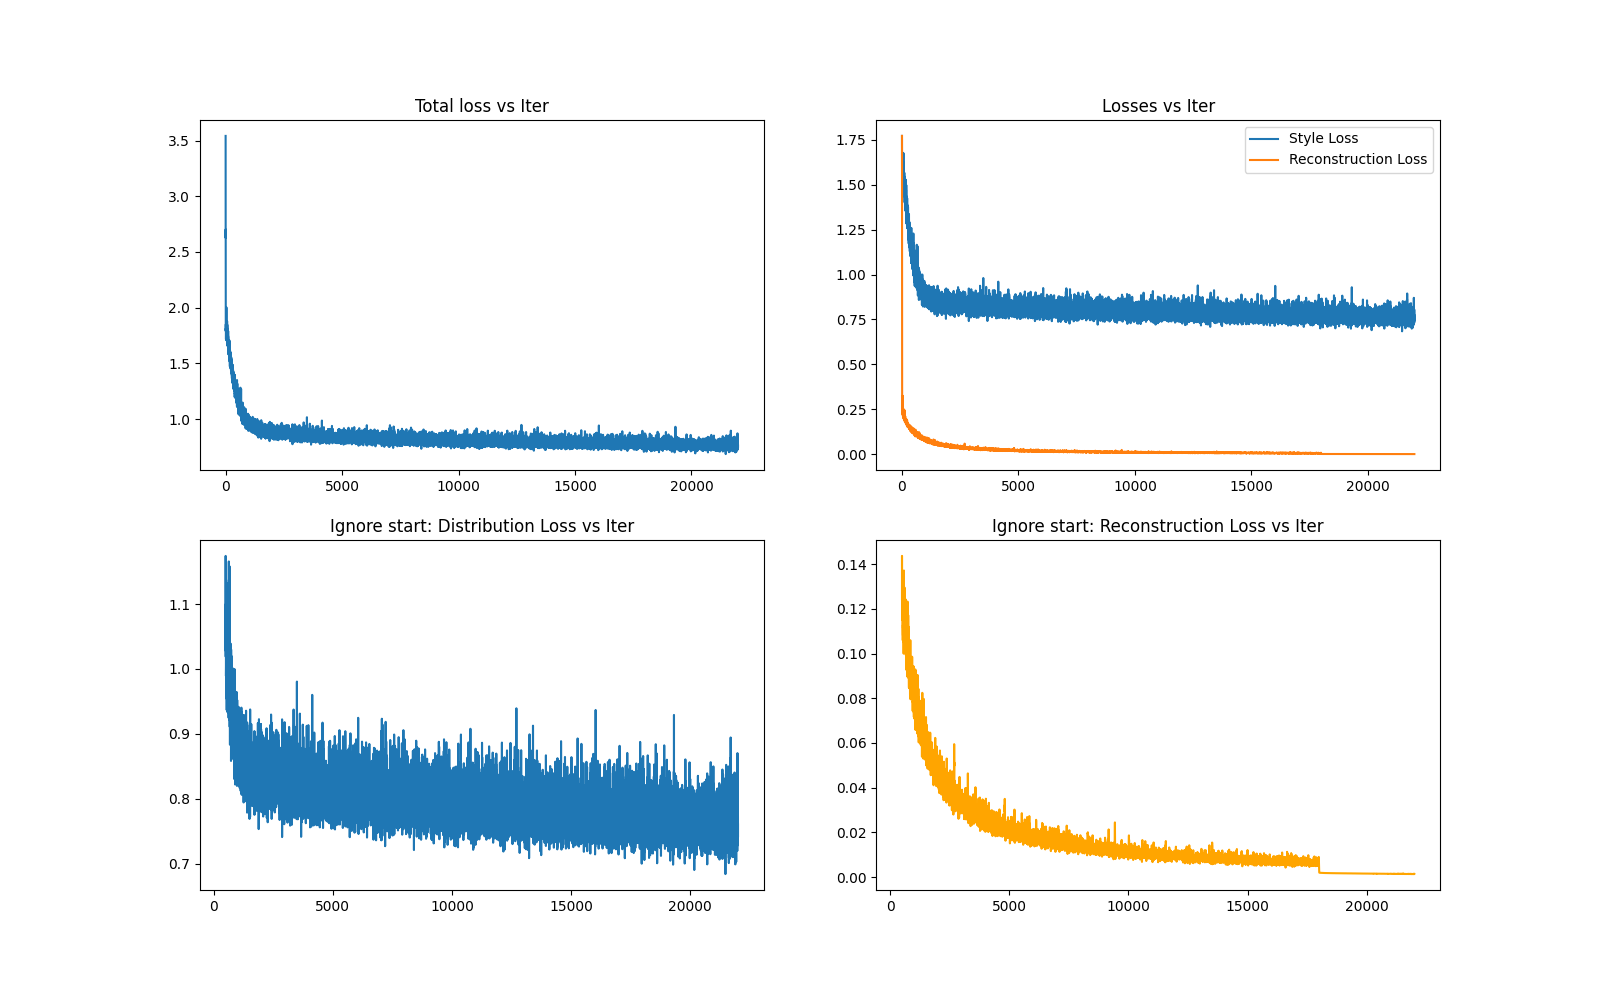 Total loss vs Iter
3.5
3.0
2.5
2.0
1.5
1.0
0 5000 10000 15000 20000
Losses vs Iter
Style Loss
Reconstruction Loss
1.75
1.50
1.25
1.00
0.75
0.50
0.25
0.00
0 5000 10000 15000 20000
Ignore start: Distribution Loss vs Iter
1.1
1.0
0.9
0.8
0.7
0 5000 10000 15000 20000
Ignore start: Reconstruction Loss vs Iter
0.14
0.12
0.10
0.08
0.06
0.04
0.02
0.00
0 5000 10000 15000 20000